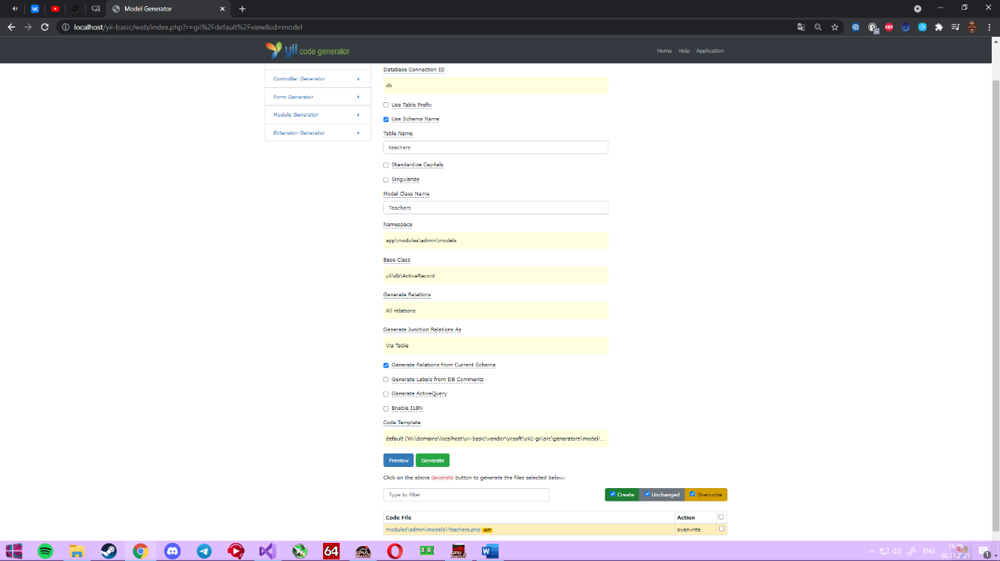 СД
Model Generator
localhost/yii-basic/web/index.php?r=gii%2Fdefault%2Fview&id=model
ABP
yii code generator
Home Help Application
Controller Generator
Form Generator
Module Generator
Extension Generator
Database Connection ID
db
Use Table Prefix
Use Schema Name
Table Name
teachers
Standardize Capitals
Singularize
Model Class Name
Teachers
Namespace
app\modules\admin\models
Base Class
yii\db\ActiveRecord
Generate Relations
All relations
Generate Junction Relations As
Via Table
Generate Relations from Current Schema
Generate Labels from DB Comments
Generate ActiveQuery
Enable I18N
Code Template
default (W:\domains\localhost\yii-basic\vendor\yiisoft\yii2-gii\src\generators\model/...
Preview Generate
Click on the above Generate button to generate the files selected below:
Type to filter
Create Unchanged Overwrite
Code File Action
modules\admin\models\Teachers.php diff overwrite
64
ENG
02.11.2021
1